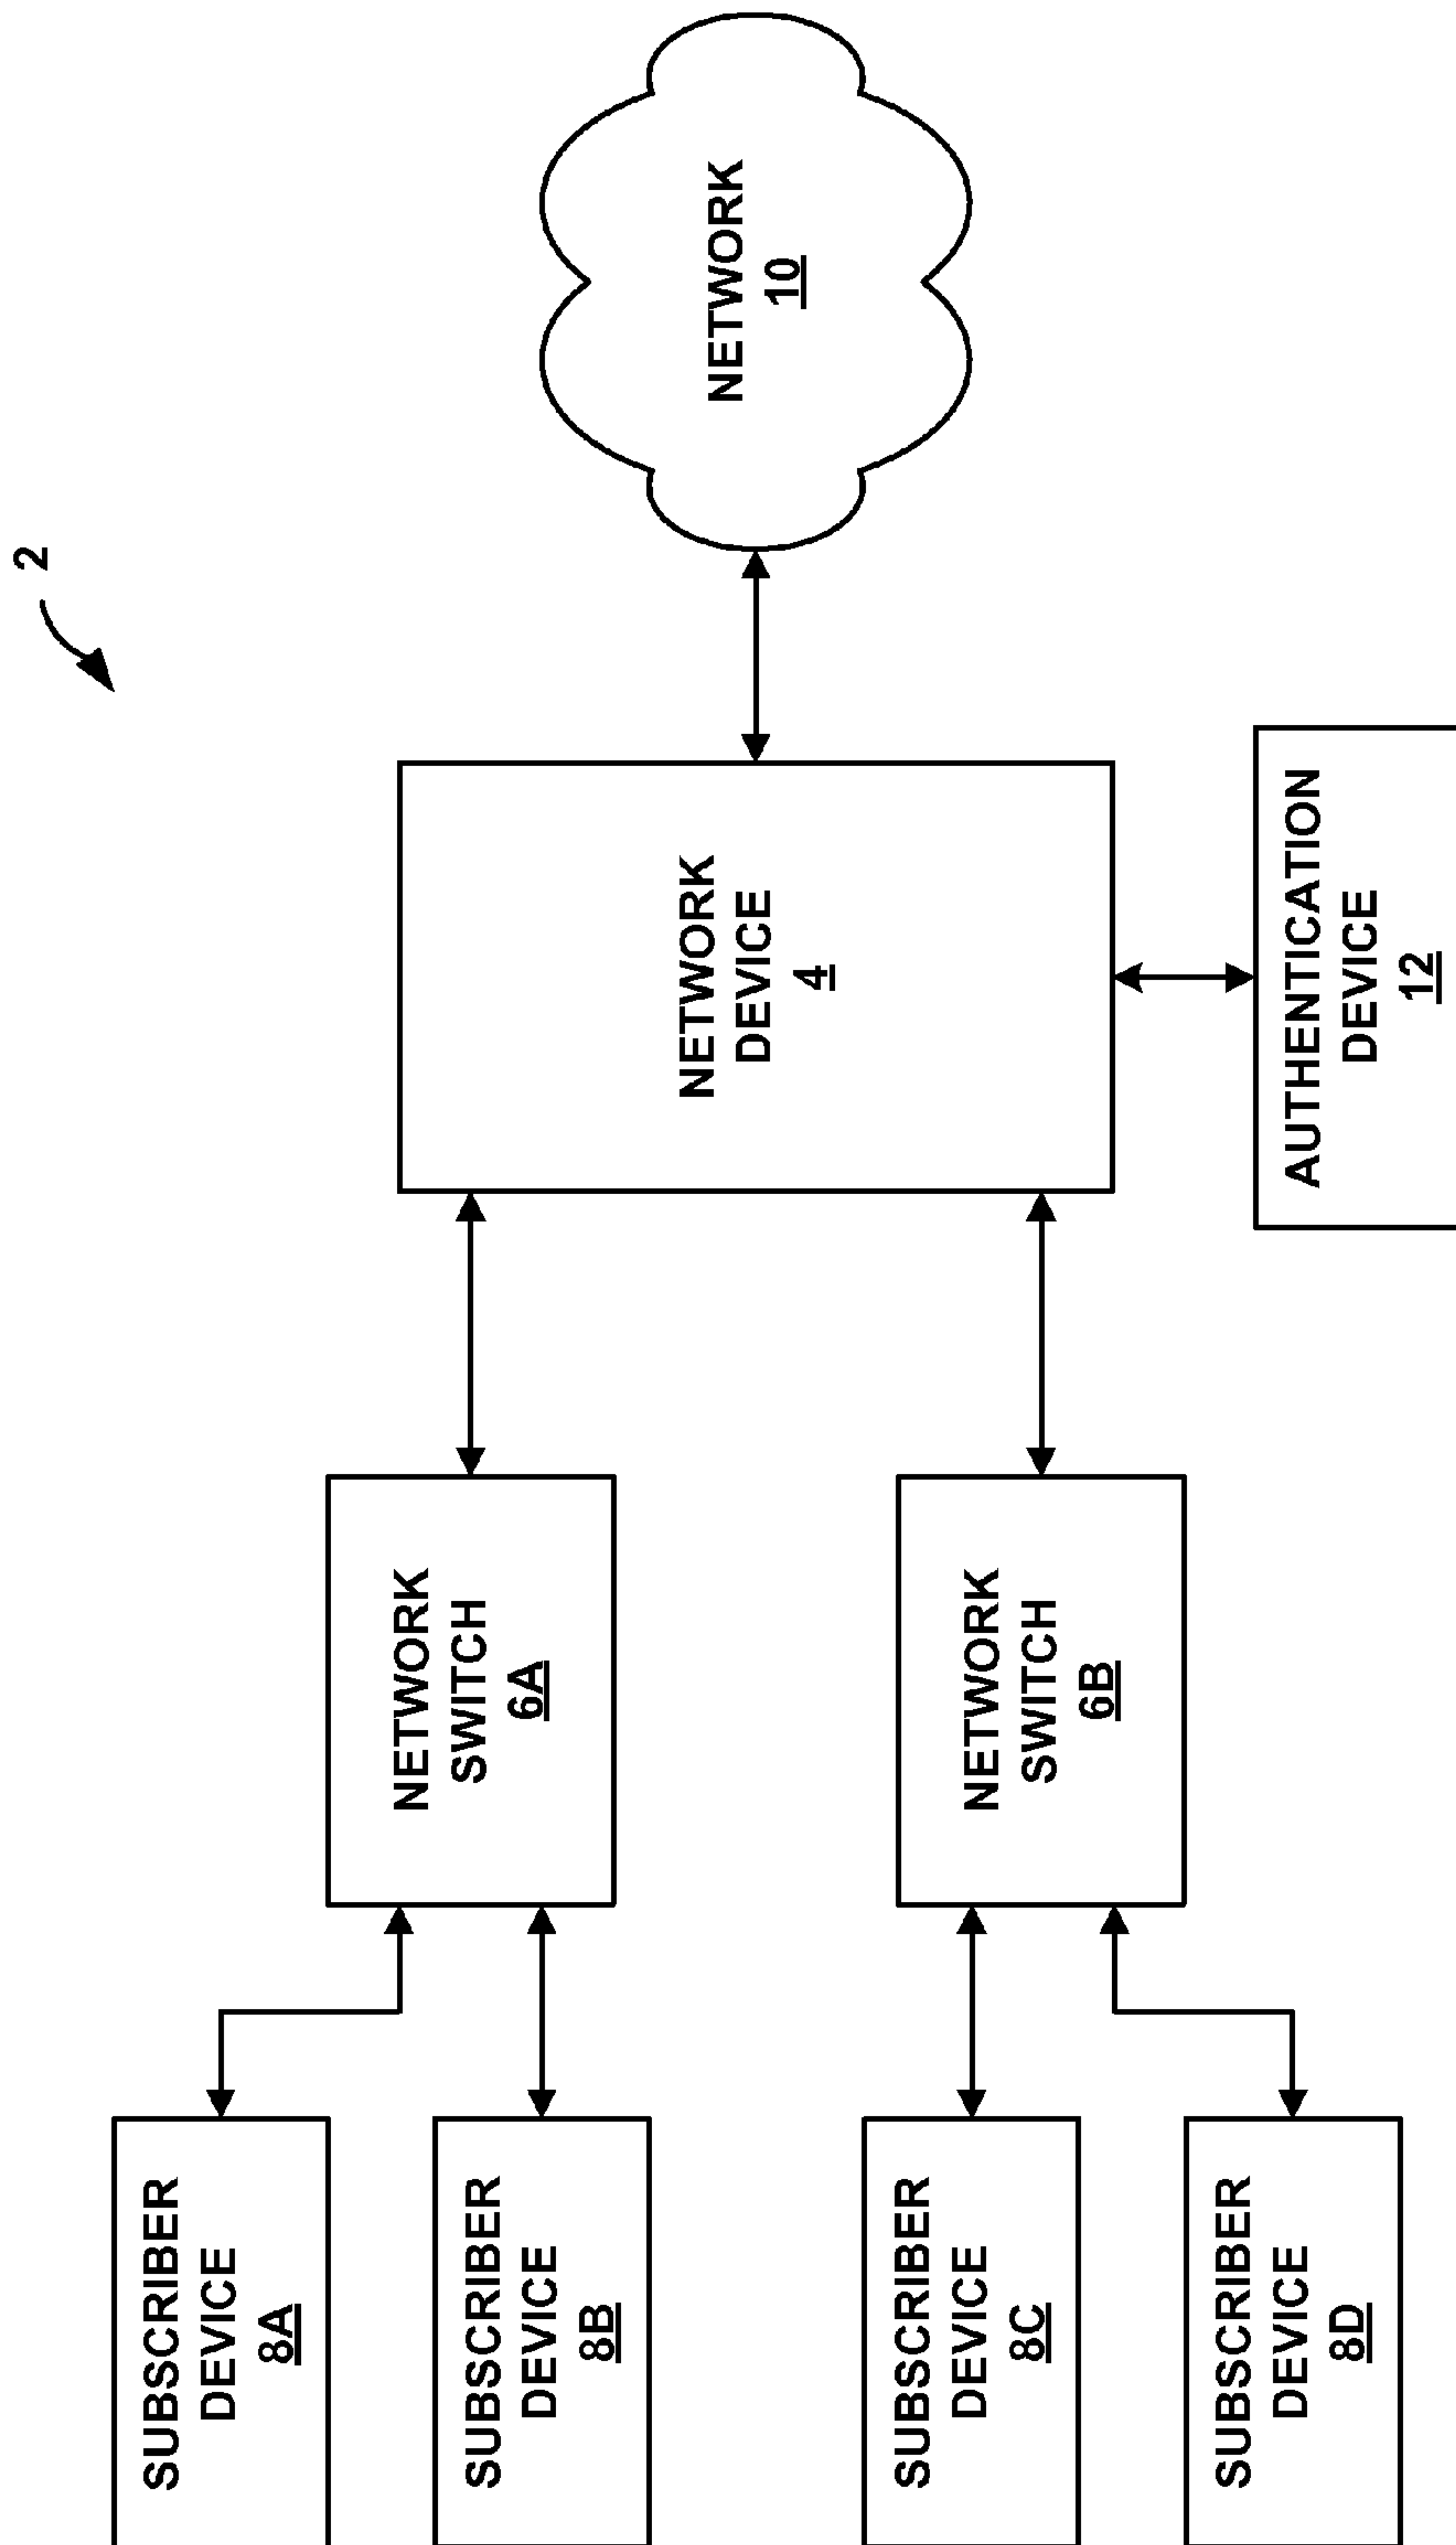 2
SUBSCRIBER
DEVICE
8A
SUBSCRIBER
DEVICE
8B
SUBSCRIBER
DEVICE
8C
SUBSCRIBER
DEVICE
8D
NETWORK
SWITCH
6A
NETWORK
SWITCH
6B
NETWORK
DEVICE
4
AUTHENTICATION
DEVICE
12
NETWORK
10